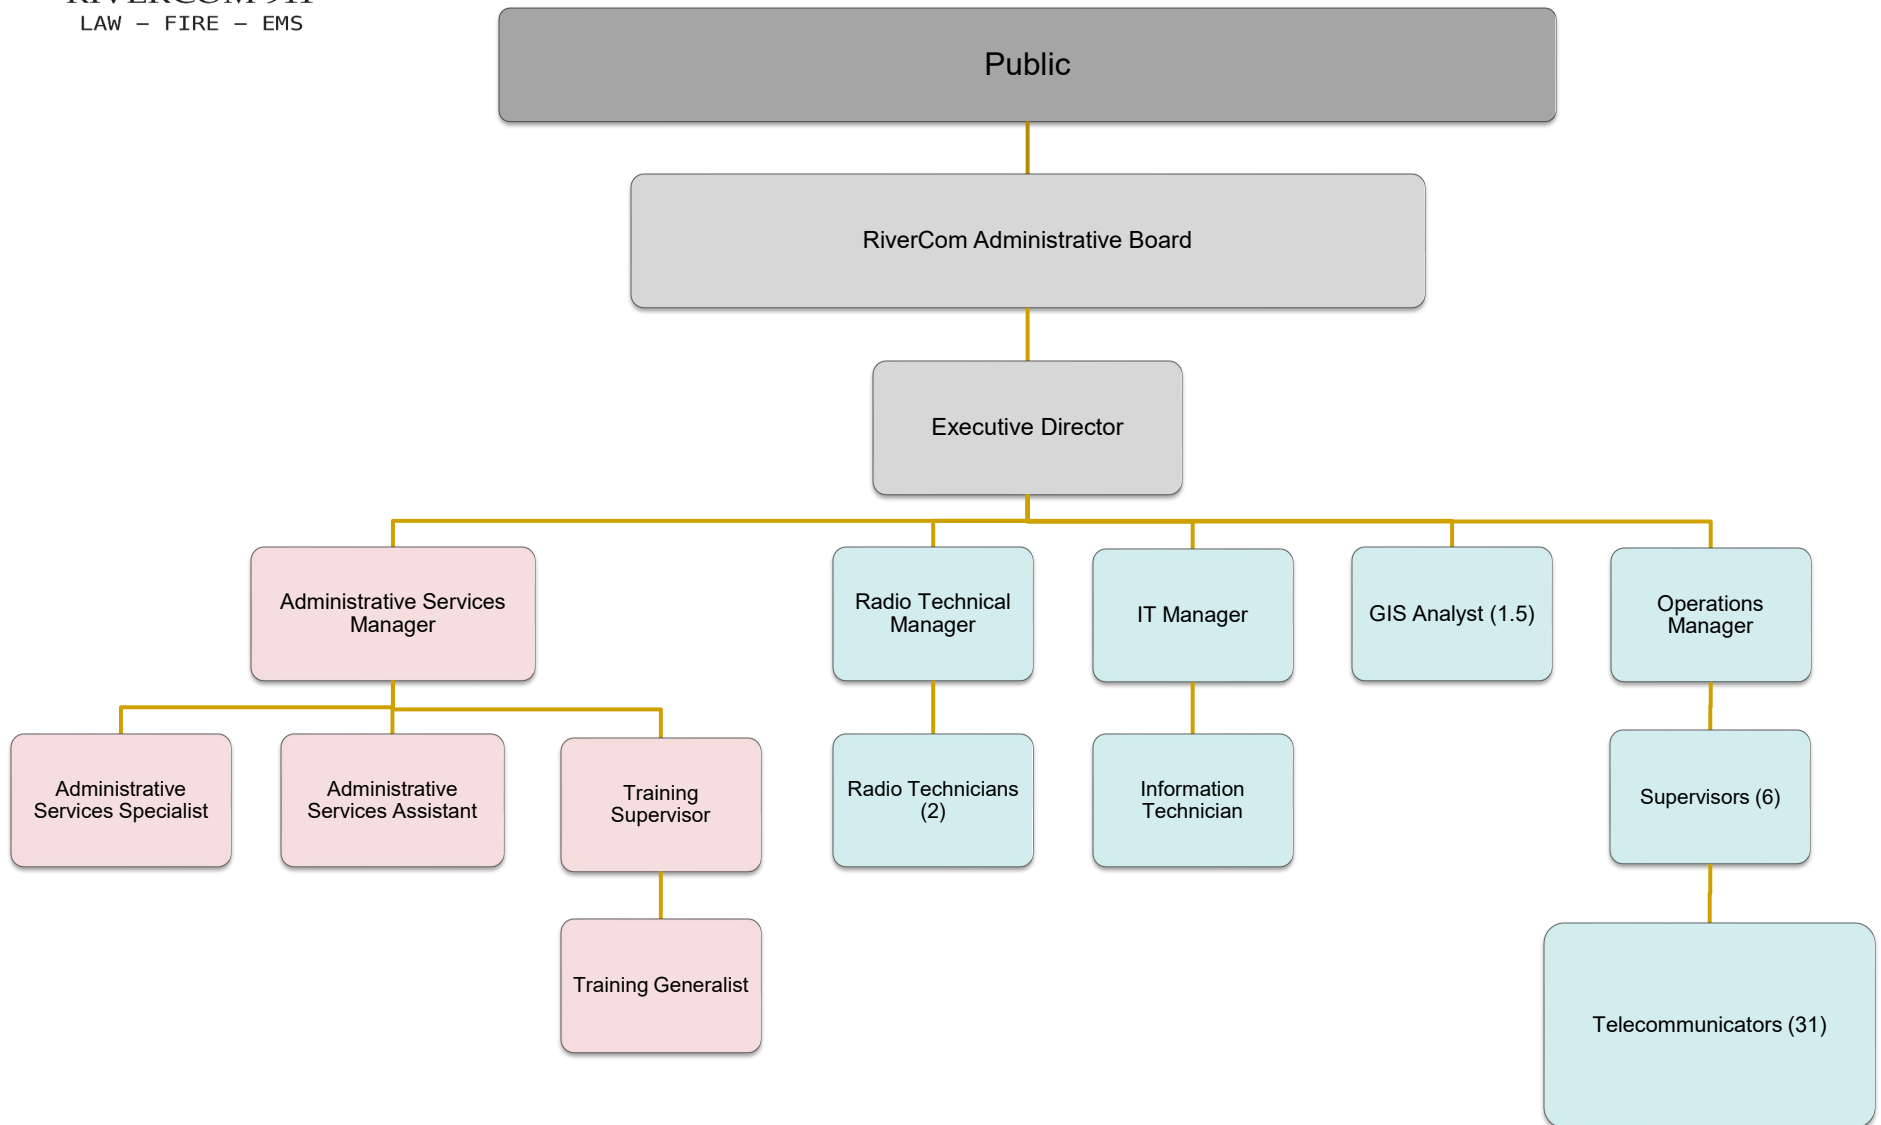 RIVERCOM 911
LAW – FIRE – EMS
Public
RiverCom Administrative Board
Executive Director
Administrative Services
Manager
Radio Technical
Manager
IT Manager
GIS Analyst (1.5)
Operations
Manager
Administrative
Services Specialist
Administrative
Services Assistant
Training
Supervisor
Radio Technicians
(2)
Information
Technician
Supervisors (6)
Training Generalist
Telecommunicators (31)